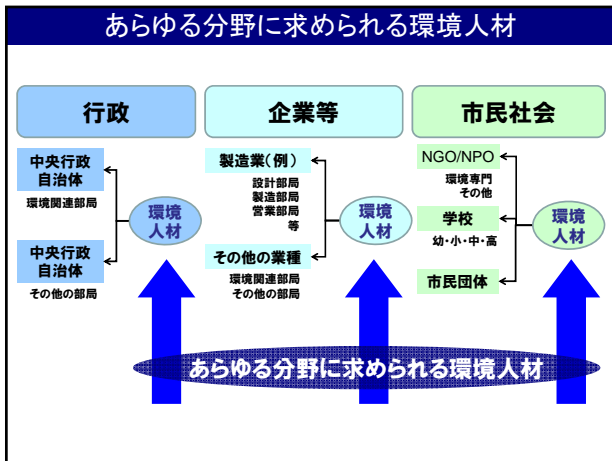 あらゆる分野に求められる環境人材
行政
中央行政
自治体
環境関連部局
中央行政
自治体
その他の部局
環境
人材
企業等
製造業(例)
設計部局
製造部局
営業部局
等
その他の業種
環境関連部局
その他の部局
環境
人材
市民社会
NGO/NPO
環境専門
その他
学校
幼・小・中・高
市民団体
環境
人材
あらゆる分野に求められる環境人材